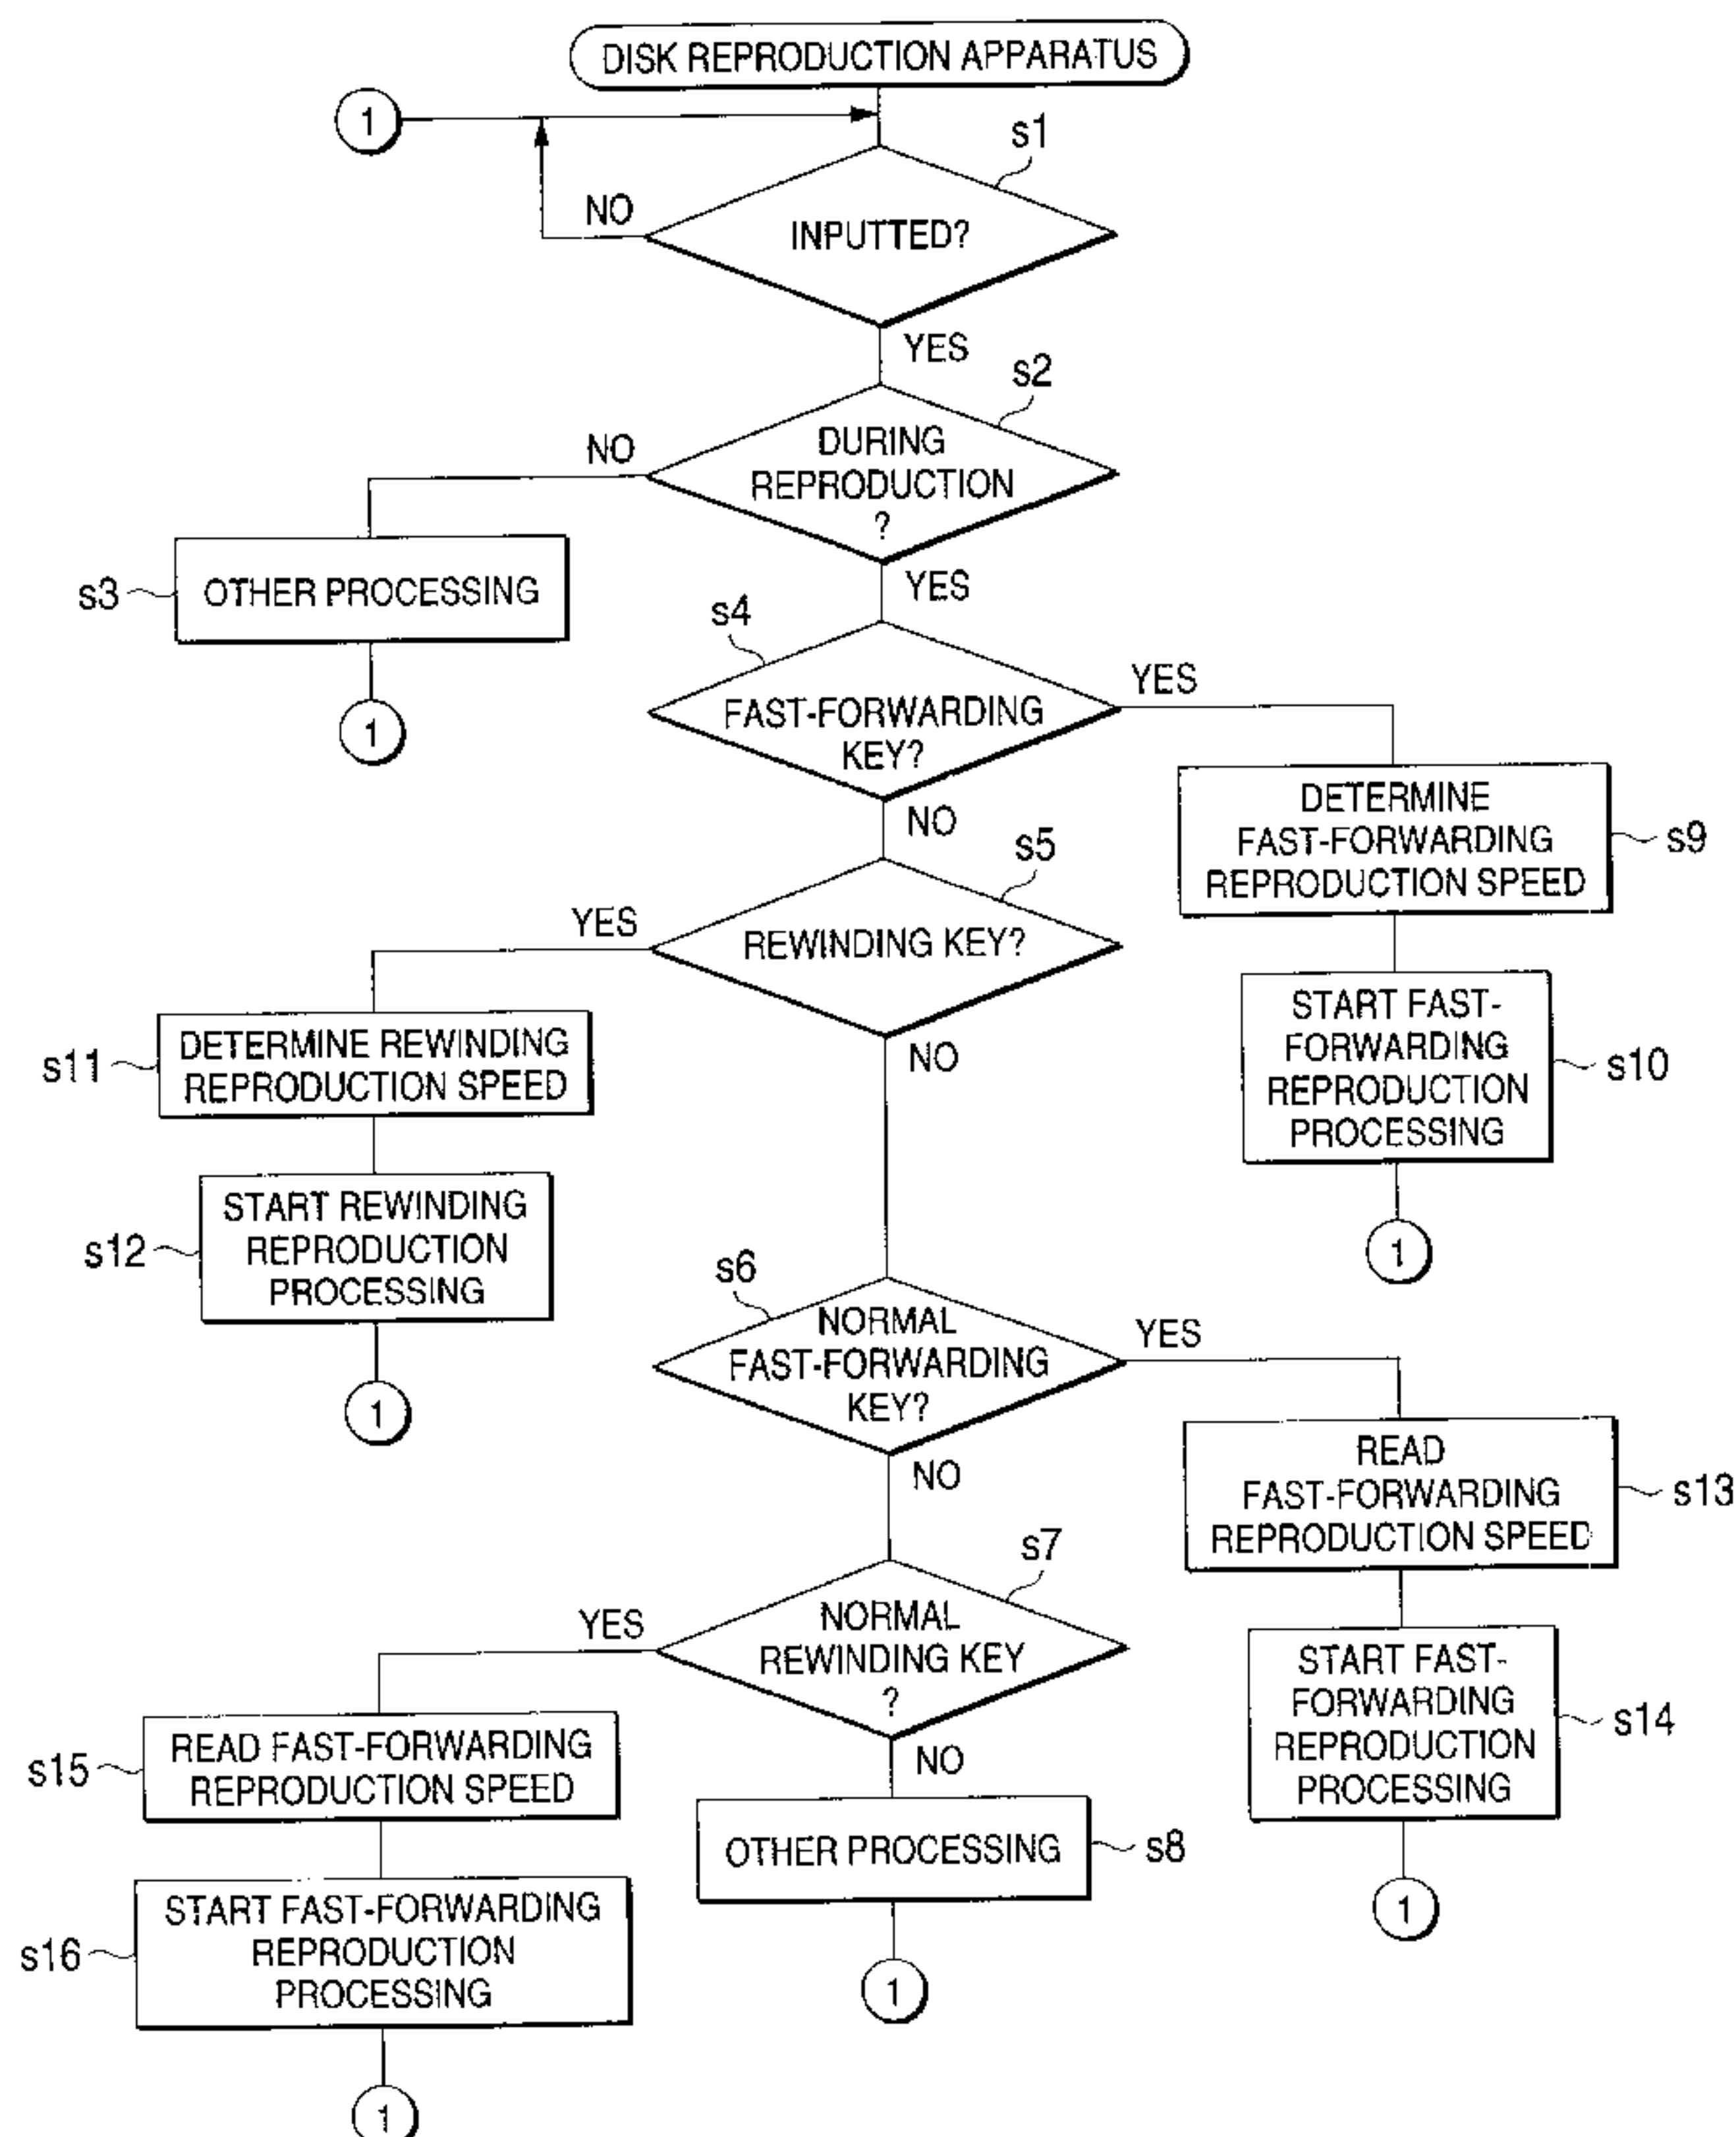 DISK REPRODUCTION APPARATUS
1
s1
NO
INPUTTED?
YES
s2
NO
DURING
REPRODUCTION
?
YES
s3
OTHER PROCESSING
1
s4
YES
FAST-FORWARDING
KEY?
NO
DETERMINE
FAST-FORWARDING
REPRODUCTION SPEED
s9
s5
YES
REWINDING KEY?
NO
START FAST-
FORWARDING
REPRODUCTION
PROCESSING
s10
1
s11
DETERMINE REWINDING
REPRODUCTION SPEED
s12
START REWINDING
REPRODUCTION
PROCESSING
1
s6
NORMAL
FAST-FORWARDING
KEY?
YES
NO
READ
FAST-FORWARDING
REPRODUCTION SPEED
s13
s7
YES
NORMAL
REWINDING KEY
?
NO
START FAST-
FORWARDING
REPRODUCTION
PROCESSING
s14
1
s15
READ FAST-FORWARDING
REPRODUCTION SPEED
OTHER PROCESSING
s8
1
s16
START FAST-FORWARDING
REPRODUCTION
PROCESSING
1